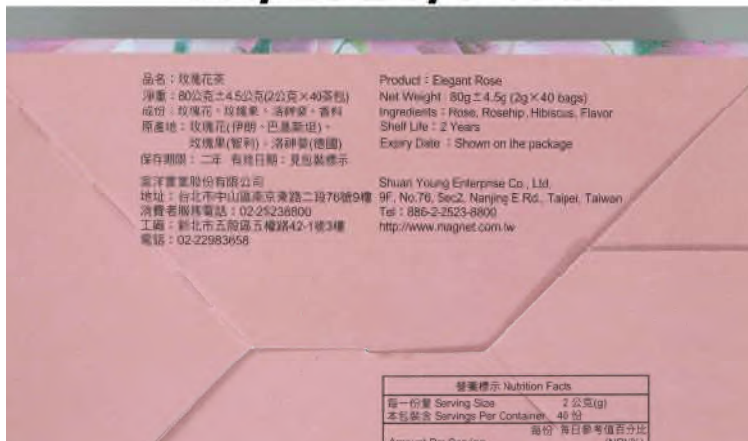 品名：玫瑰花茶
淨重：80公克±4.5公克(2公克×40茶包)
成份：玫瑰花、玫瑰果、洛神葵、香料
原產地：玫瑰花(伊朗、巴基斯坦)、
玫瑰果(智利)、洛神葵(德國)
保存期限：二年 有效日期：見包裝標示
Product：Elegant Rose
Net Weight：80g±4.5g (2g×40 bags)
Ingredients：Rose, Rosehip, Hibiscus, Flavor
Shelf Life：2 Years
Expiry Date：Shown on the package
實業股份有限公司
地址：台北市中山區南京東路二段76號9樓
消費者服務電話：02-25238800
工廠：新北市五股區五權路42-1號3樓
電話：02-22983658
Shuan Young Enterprise Co., Ltd.
9F, No.76, Sec2, Nanjing E.Rd., Taipei, Taiwan
Tel：886-2-2523-8800
http://www.magnet.com.tw
營養標示 Nutrition Facts
每一份量 Serving Size 2 公克(g)
本包裝含 Servings Per Container 40 份
每份 每日參考值百分比